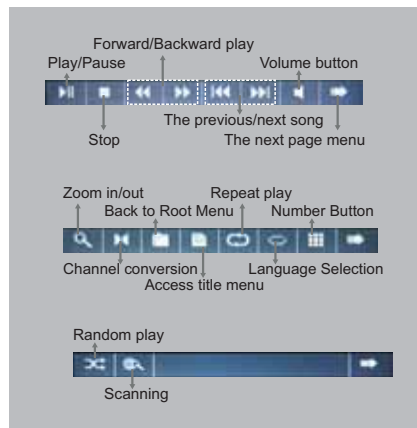 Forward/Backward play
Play/Pause
Volume button
Stop
The previous/next song
The next page menu
Zoom in/out
Repeat play
Back to Root Menu
Number Button
Channel conversion
Language Selection
Access title menu
Random play
Scanning